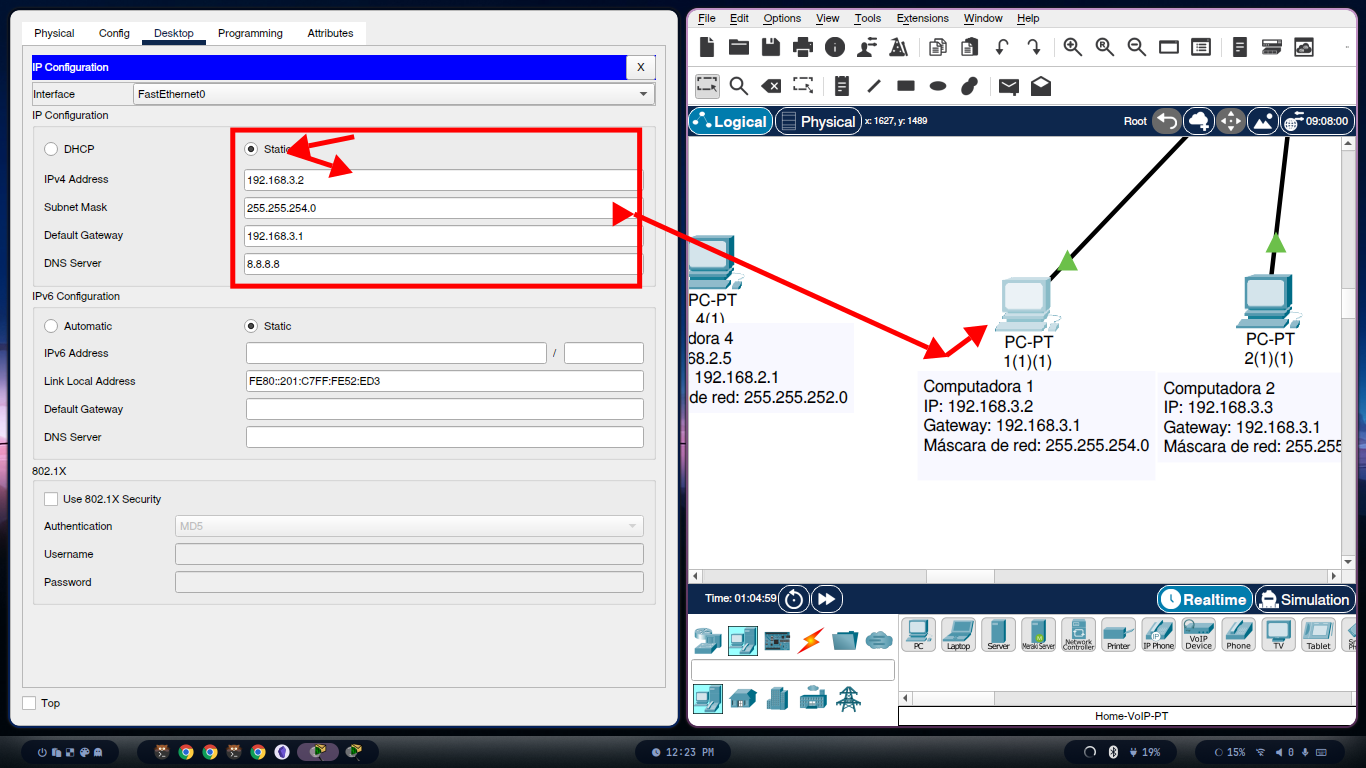 Physical Config Desktop Programming Attributes
IP Configuration
X
Interface FastEthernet0
IP Configuration
DHCP Static
IPv4 Address 192.168.3.2
Subnet Mask 255.255.254.0
Default Gateway 192.168.3.1
DNS Server 8.8.8.8
IPv6 Configuration
Automatic Static
IPv6 Address /
Link Local Address FE80::201:C7FF:FE52:ED3
Default Gateway
DNS Server
802.1X
Use 802.1X Security
Authentication MD5
Username
Password
Top
File Edit Options View Tools Extensions Window Help
Logical Physical x: 1627, y: 1489 Root 09:08:00
PC-PT
4(1)
dora 4
68.2.5
192.168.2.1
de red: 255.255.252.0
PC-PT
1(1)(1)
Computadora 1
IP: 192.168.3.2
Gateway: 192.168.3.1
Máscara de red: 255.255.254.0
PC-PT
2(1)(1)
Computadora 2
IP: 192.168.3.3
Gateway: 192.168.3.1
Máscara de red: 255.255
Time: 01:04:59 Realtime Simulation
PC Laptop Server Meraki Server Network Controller Printer IP Phone VoIP Device Phone TV Tablet
Home-VoIP-PT
12:23 PM
19%
15% 0